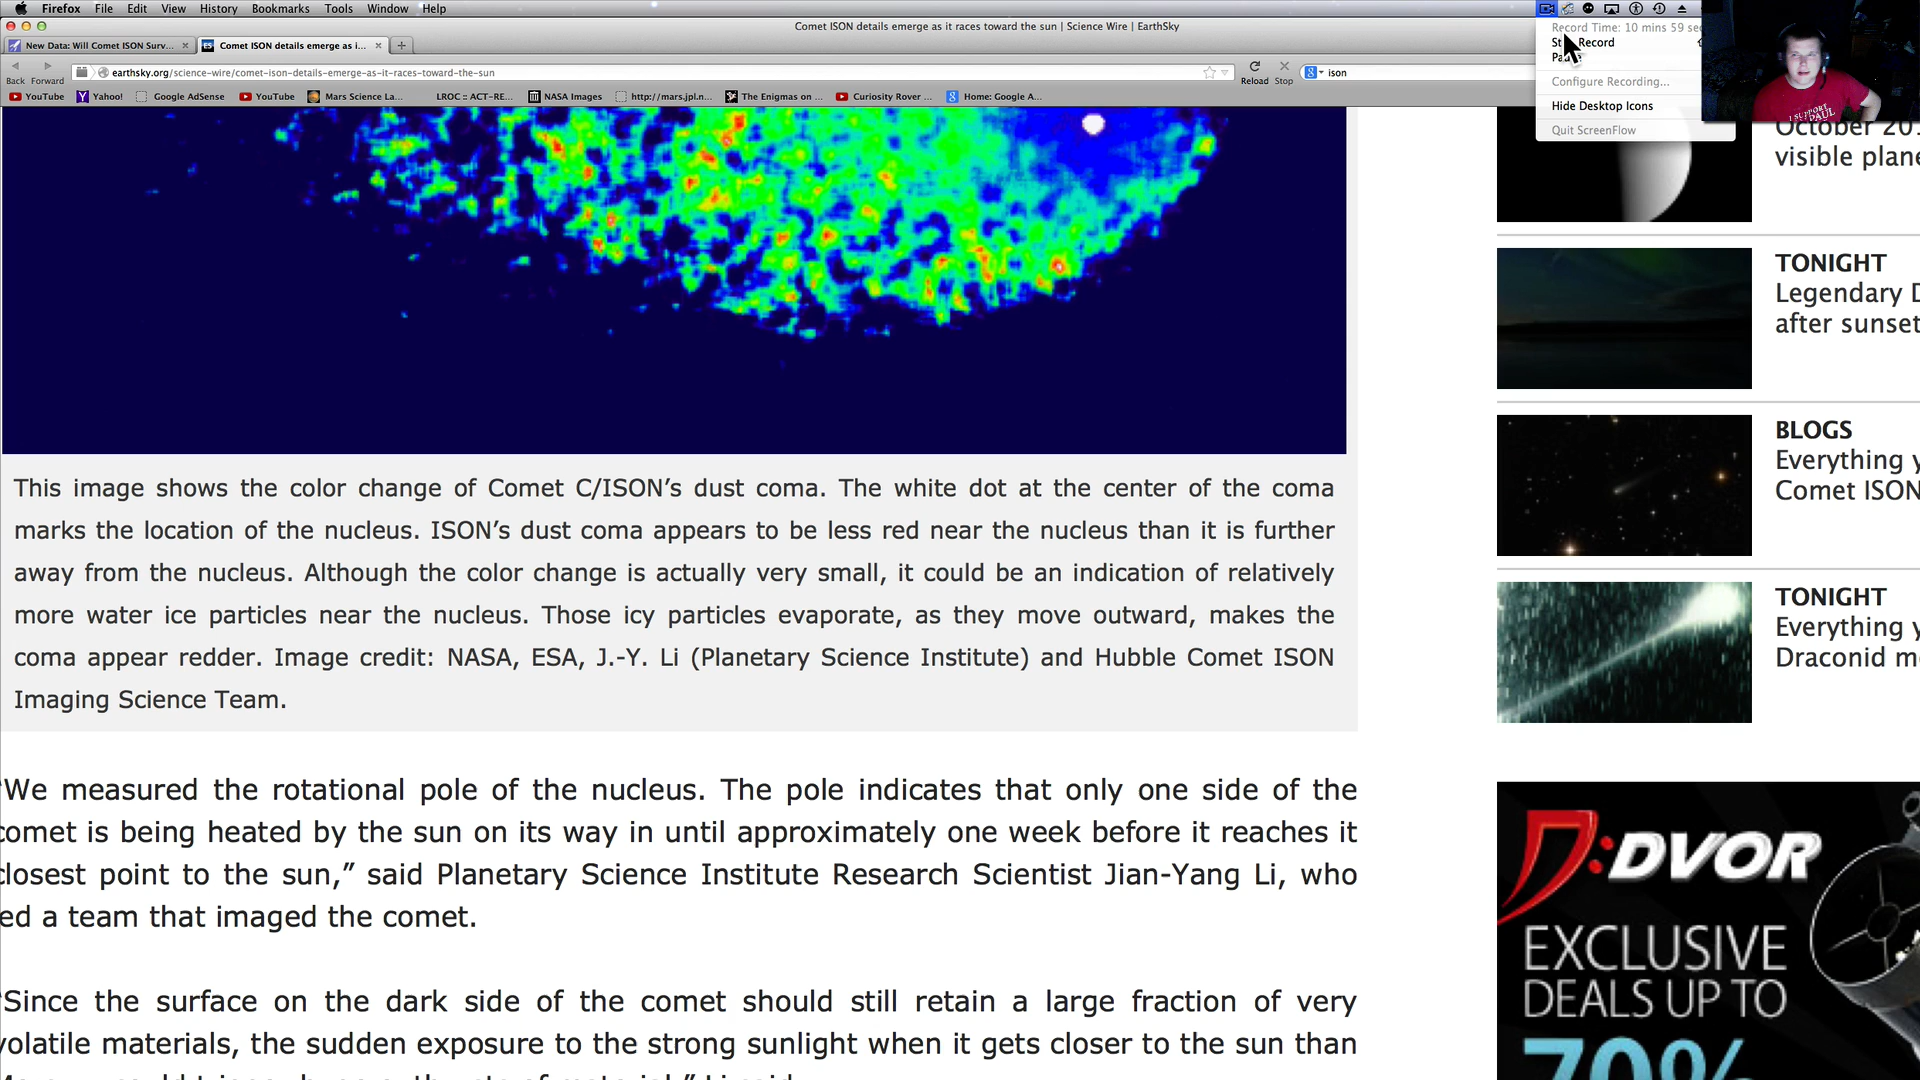 Firefox File Edit View History Bookmarks Tools Window Help
Record Time: 10 mins 59 sec
Comet ISON details emerge as it races toward the sun | Science Wire | EarthSky
Record
New Data: Will Comet ISON Surv...
Comet ISON details emerge as i...
earthsky.org/science-wire/comet-ison-details-emerge-as-it-races-toward-the-sun
ison
Back Forward Reload Stop
Configure Recording...
YouTube Yahoo! Google AdSense YouTube Mars Science La... LROC :: ACT-RE... NASA Images http://mars.jpl.n... The Enigmas on ... Curiosity Rover ... Home: Google A...
Hide Desktop Icons
Quit ScreenFlow
I SUPPORT
PAUL
October 20
visible plane
TONIGHT
Legendary D
after sunset
BLOGS
Everything y
Comet ISON
TONIGHT
Everything y
Draconid m
This image shows the color change of Comet C/ISON's dust coma. The white dot at the center of the coma
marks the location of the nucleus. ISON's dust coma appears to be less red near the nucleus than it is further
away from the nucleus. Although the color change is actually very small, it could be an indication of relatively
more water ice particles near the nucleus. Those icy particles evaporate, as they move outward, makes the
coma appear redder. Image credit: NASA, ESA, J.-Y. Li (Planetary Science Institute) and Hubble Comet ISON
Imaging Science Team.
"We measured the rotational pole of the nucleus. The pole indicates that only one side of the
comet is being heated by the sun on its way in until approximately one week before it reaches it
closest point to the sun," said Planetary Science Institute Research Scientist Jian-Yang Li, who
ed a team that imaged the comet.
"Since the surface on the dark side of the comet should still retain a large fraction of very
volatile materials, the sudden exposure to the strong sunlight when it gets closer to the sun than
DVOR
EXCLUSIVE
DEALS UP TO
70%